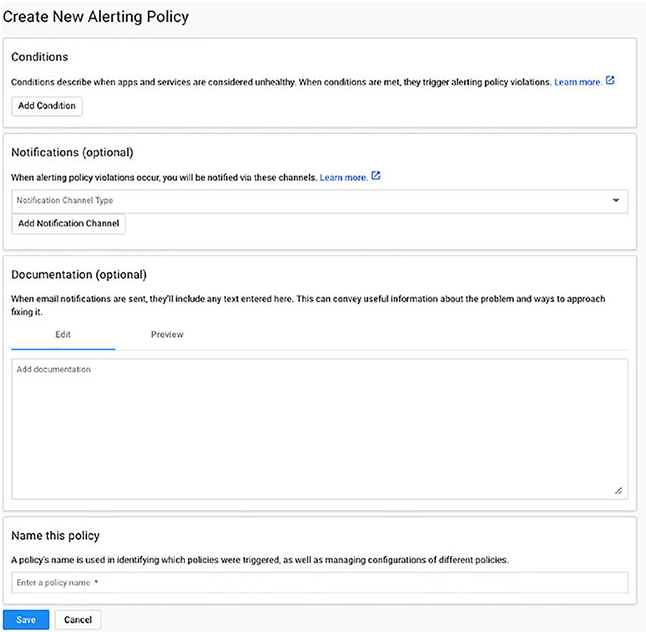 Create New Alerting Policy
Conditions
Conditions describe when apps and services are considered unhealthy. When conditions are met, they trigger alerting policy violations. Learn more.
Add Condition
Notifications (optional)
When alerting policy violations occur, you will be notified via these channels. Learn more.
Notification Channel Type
Add Notification Channel
Documentation (optional)
When email notifications are sent, they'll include any text entered here. This can convey useful information about the problem and ways to approach
fixing it.
Edit Preview
Add documentation
Name this policy
A policy's name is used in identifying which policies were triggered, as well as managing configurations of different policies.
Enter a policy name *
Save Cancel